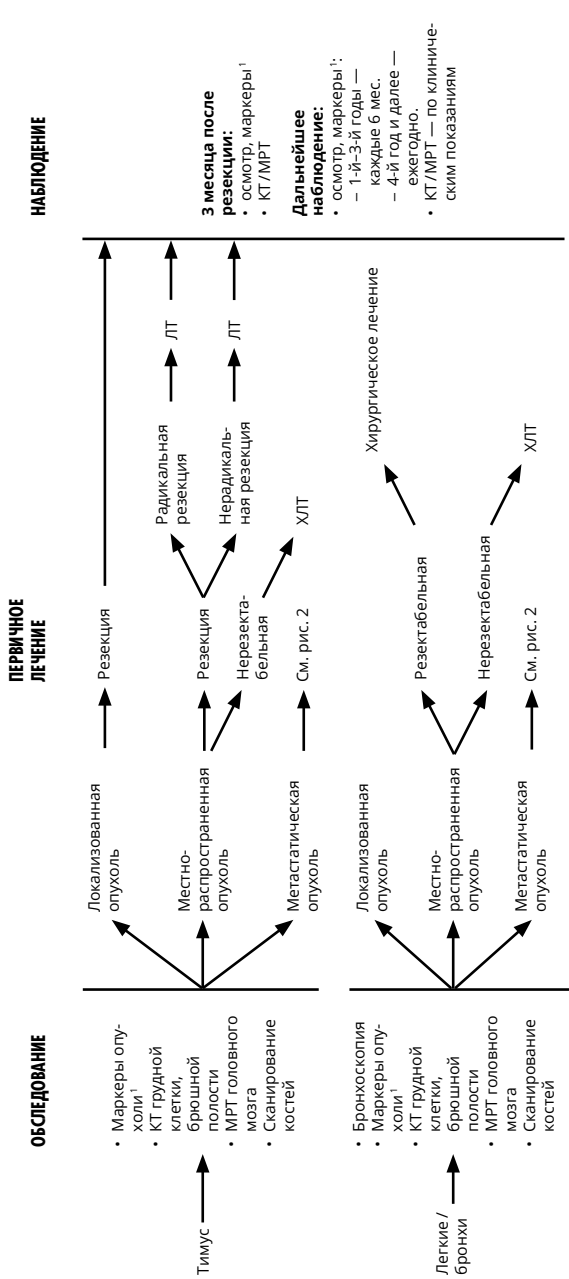 ОБСЛЕДОВАНИЕ
ПЕРВИЧНОЕ
ЛЕЧЕНИЕ
НАБЛЮДЕНИЕ
Тимус
• Маркеры опу-
холи¹
• КТ грудной
клетки,
брюшной
полости
• МРТ головного
мозга
• Сканирование
костей
Локализованная
опухоль
Резекция
Местно-
распространенная
опухоль
Резекция
Радикальная
резекция
ЛТ
Нерадикаль-
ная резекция
ЛТ
Нерезекта-
бельная
ХЛТ
Метастатическая
опухоль
См. рис. 2
3 месяца после
резекции:
• осмотр, маркеры¹
• КТ/МРТ
Дальнейшее
наблюдение:
• осмотр, маркеры¹:
– 1-й–3-й годы —
каждые 6 мес.
– 4-й год и далее —
ежегодно.
• КТ/МРТ — по клиниче-
ским показаниям
Легкие /
бронхи
• Бронхоскопия
• Маркеры опу-
холи¹
• КТ грудной
клетки,
брюшной
полости
• МРТ головного
мозга
• Сканирование
костей
Локализованная
опухоль
Местно-
распространенная
опухоль
Резектабельная
Хирургическое лечение
Нерезектабельная
ХЛТ
Метастатическая
опухоль
См. рис. 2